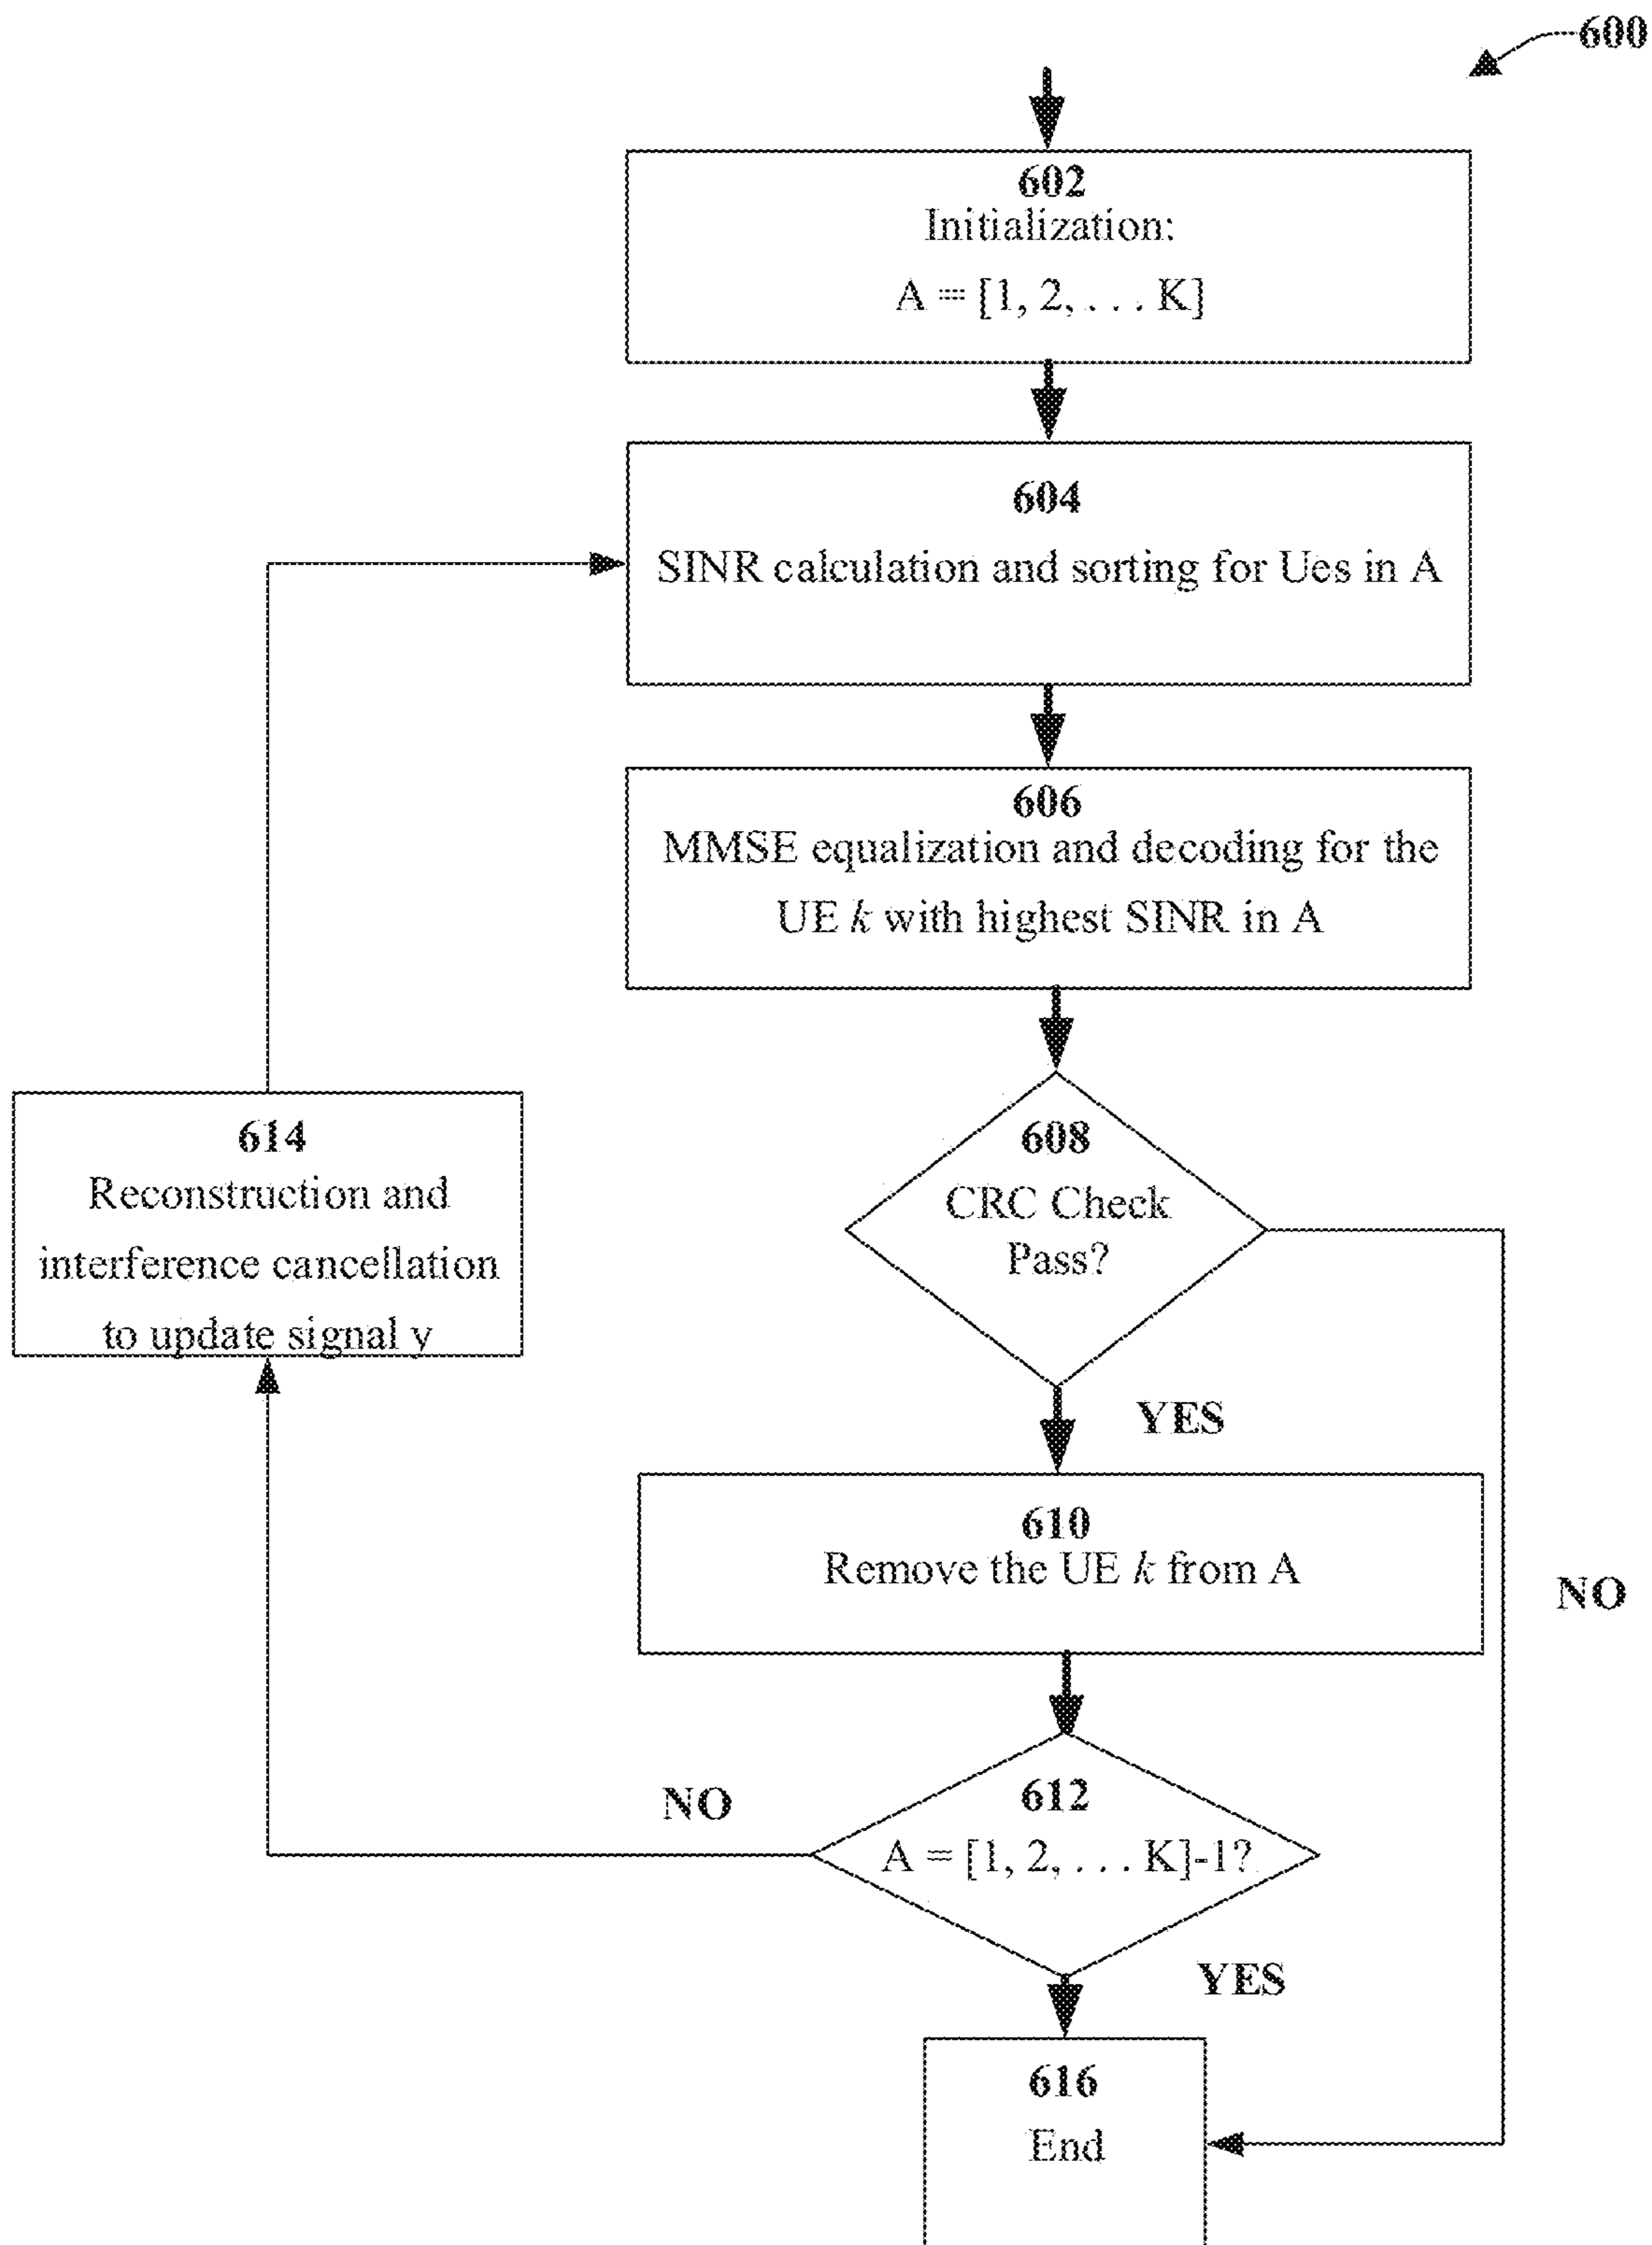 600
602
Initialization:
A = [1, 2, . . . K]
604
SINR calculation and sorting for Ues in A
606
MMSE equalization and decoding for the
UE k with highest SINR in A
608
CRC Check
Pass?
YES
NO
610
Remove the UE k from A
612
A = [1, 2, . . . K]-1?
NO
YES
614
Reconstruction and
interference cancellation
to update signal y
616
End